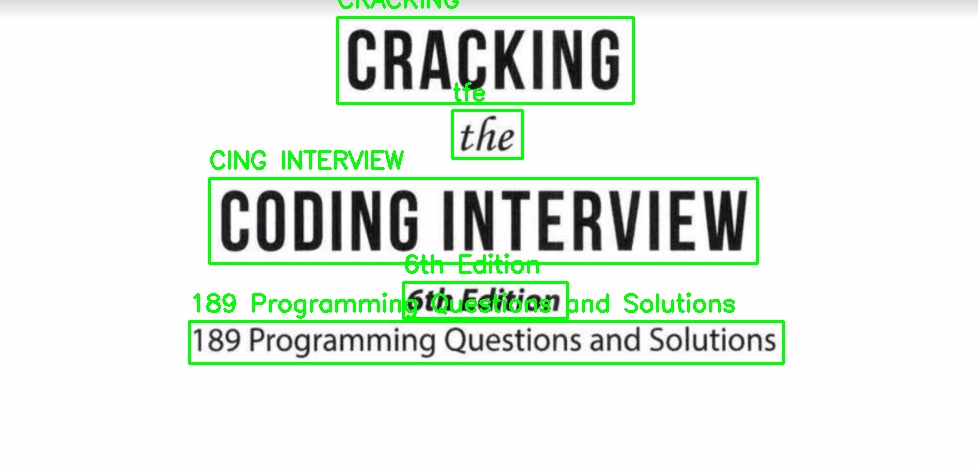 CRACKING
CRACKING
tfe
the
CING INTERVIEW
CODING INTERVIEW
6th Edition
6th Edition
189 Programming Questions and Solutions
189 Programming Questions and Solutions